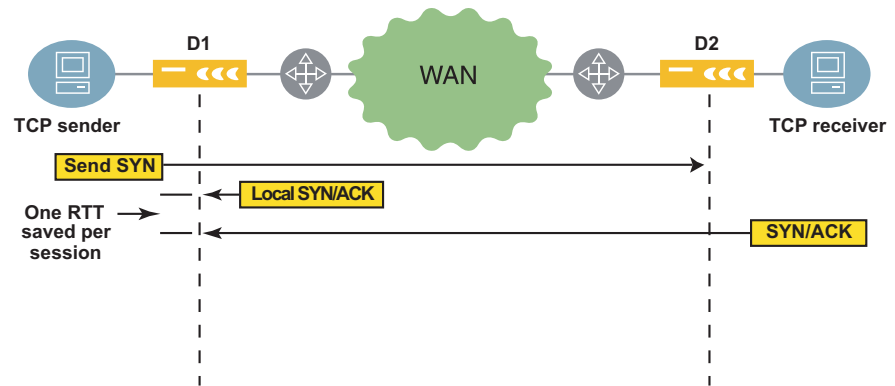 D1
D2
WAN
TCP sender
TCP receiver
Send SYN
Local SYN/ACK
One RTT
saved per
session
SYN/ACK